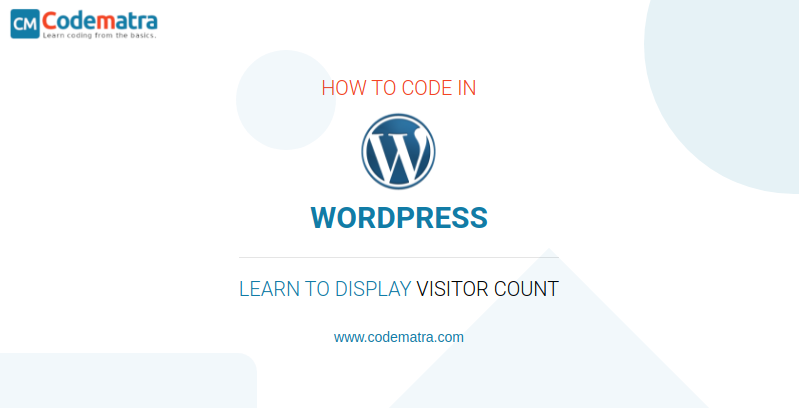 CM Codematra
Learn coding from the basics.
HOW TO CODE IN
W
WORDPRESS
LEARN TO DISPLAY VISITOR COUNT
www.codematra.com